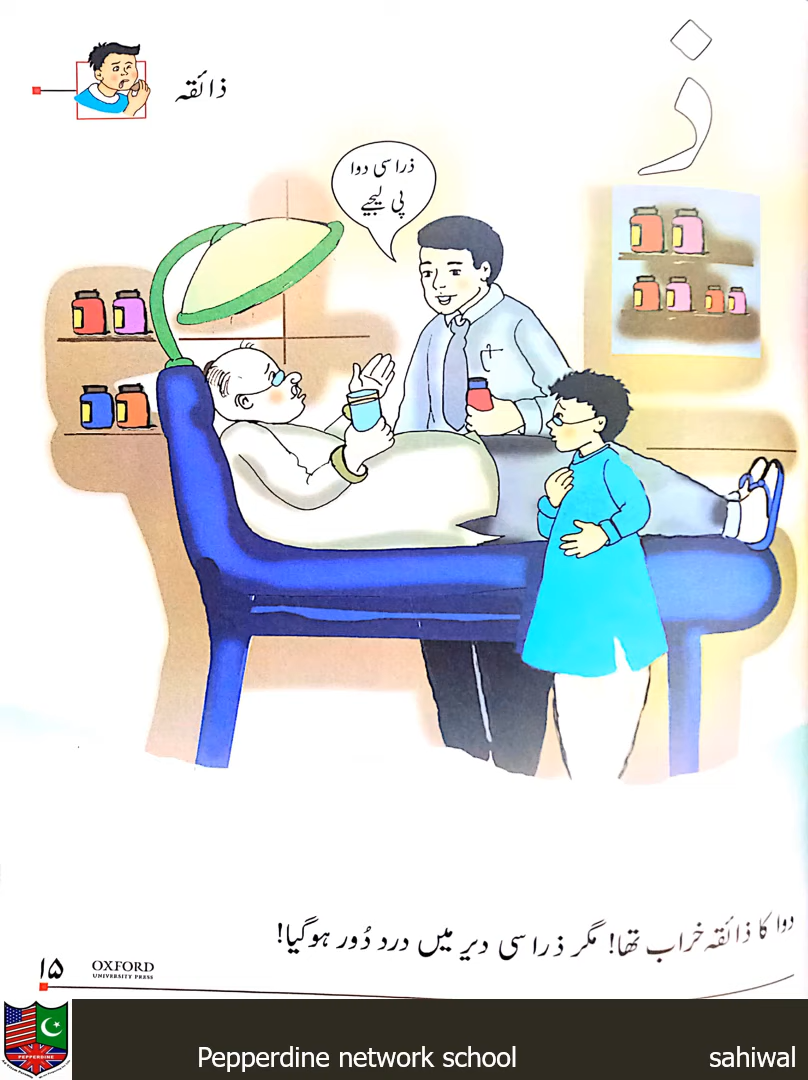 ذ
ذائقہ
ذرا سی دوا
پی لیجیے
دوا کا ذائقہ خراب تھا! مگر ذرا سی دیر میں درد دُور ہوگیا!
۱۵
OXFORD
UNIVERSITY PRESS
PEPPERDINE
Pepperdine network school
sahiwal